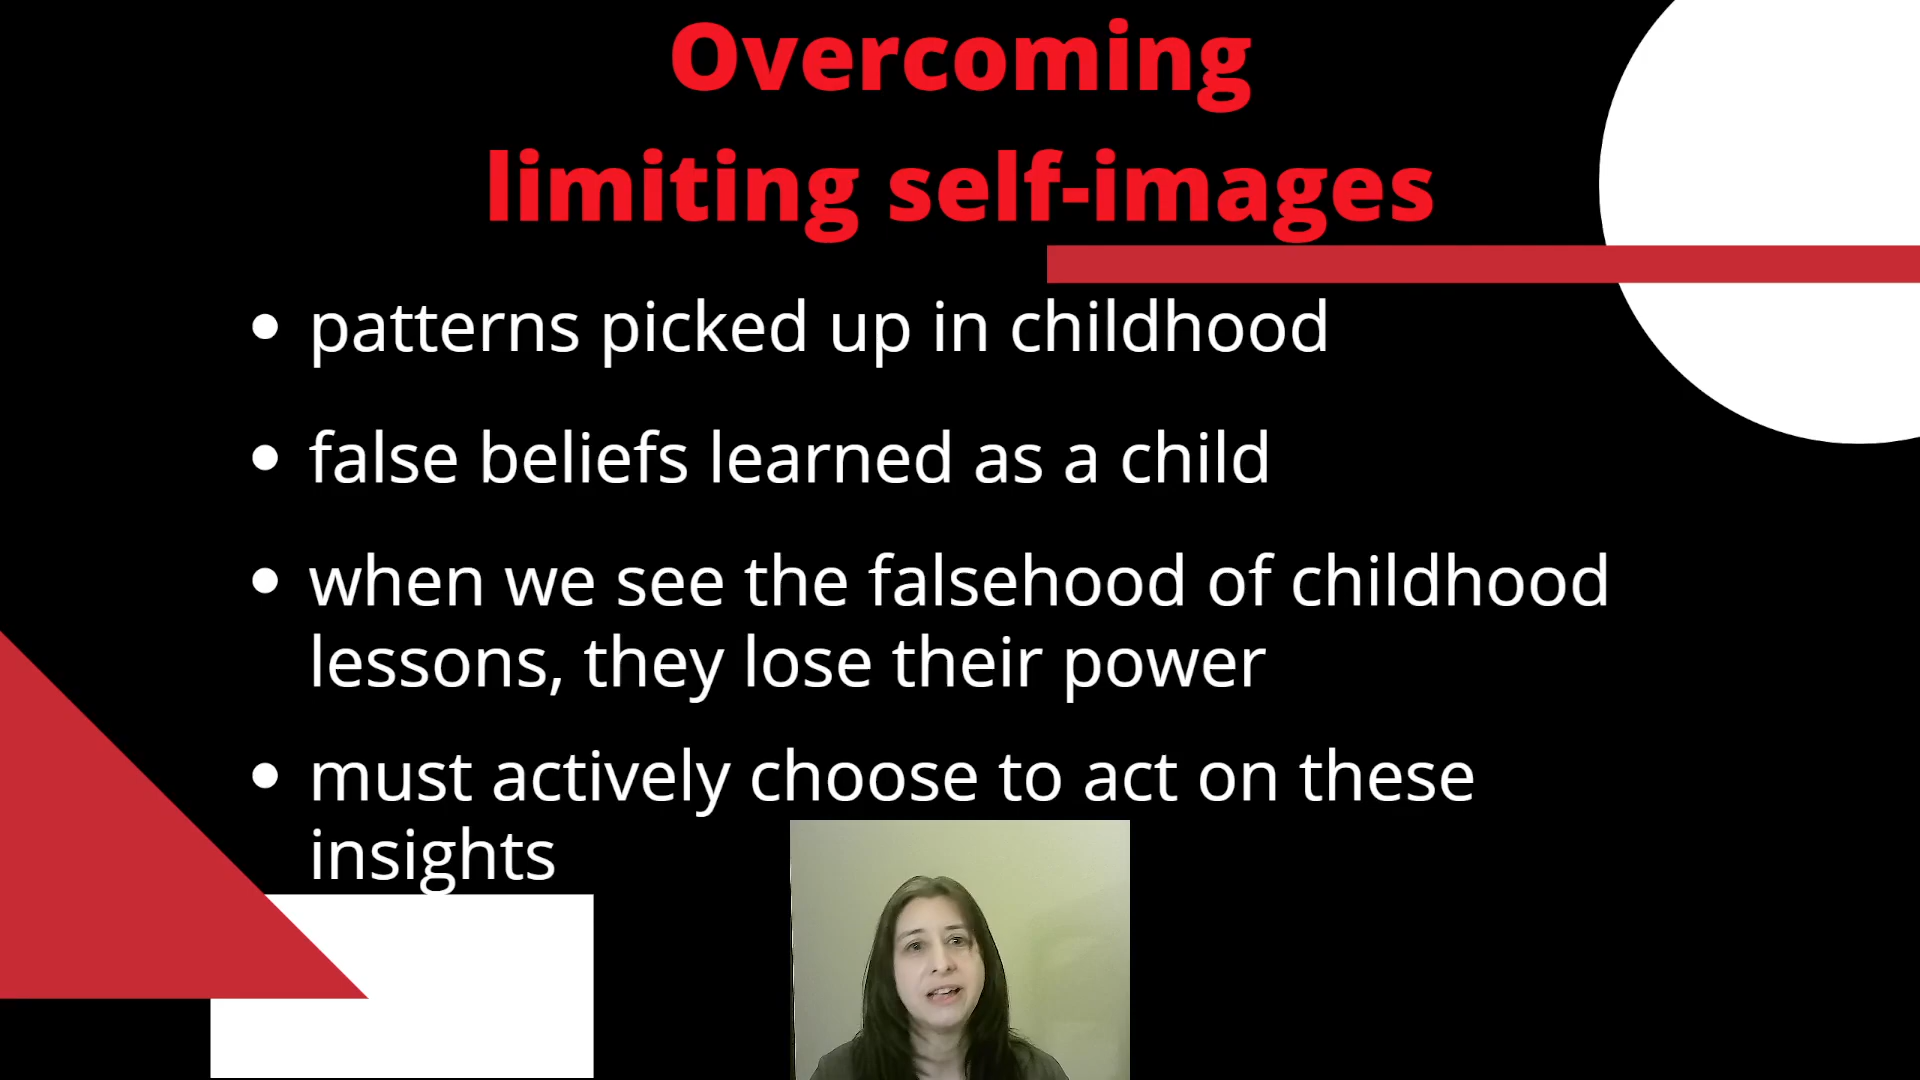 Overcoming
limiting self-images
• patterns picked up in childhood
• false beliefs learned as a child
• when we see the falsehood of childhood
lessons, they lose their power
• must actively choose to act on these
insights